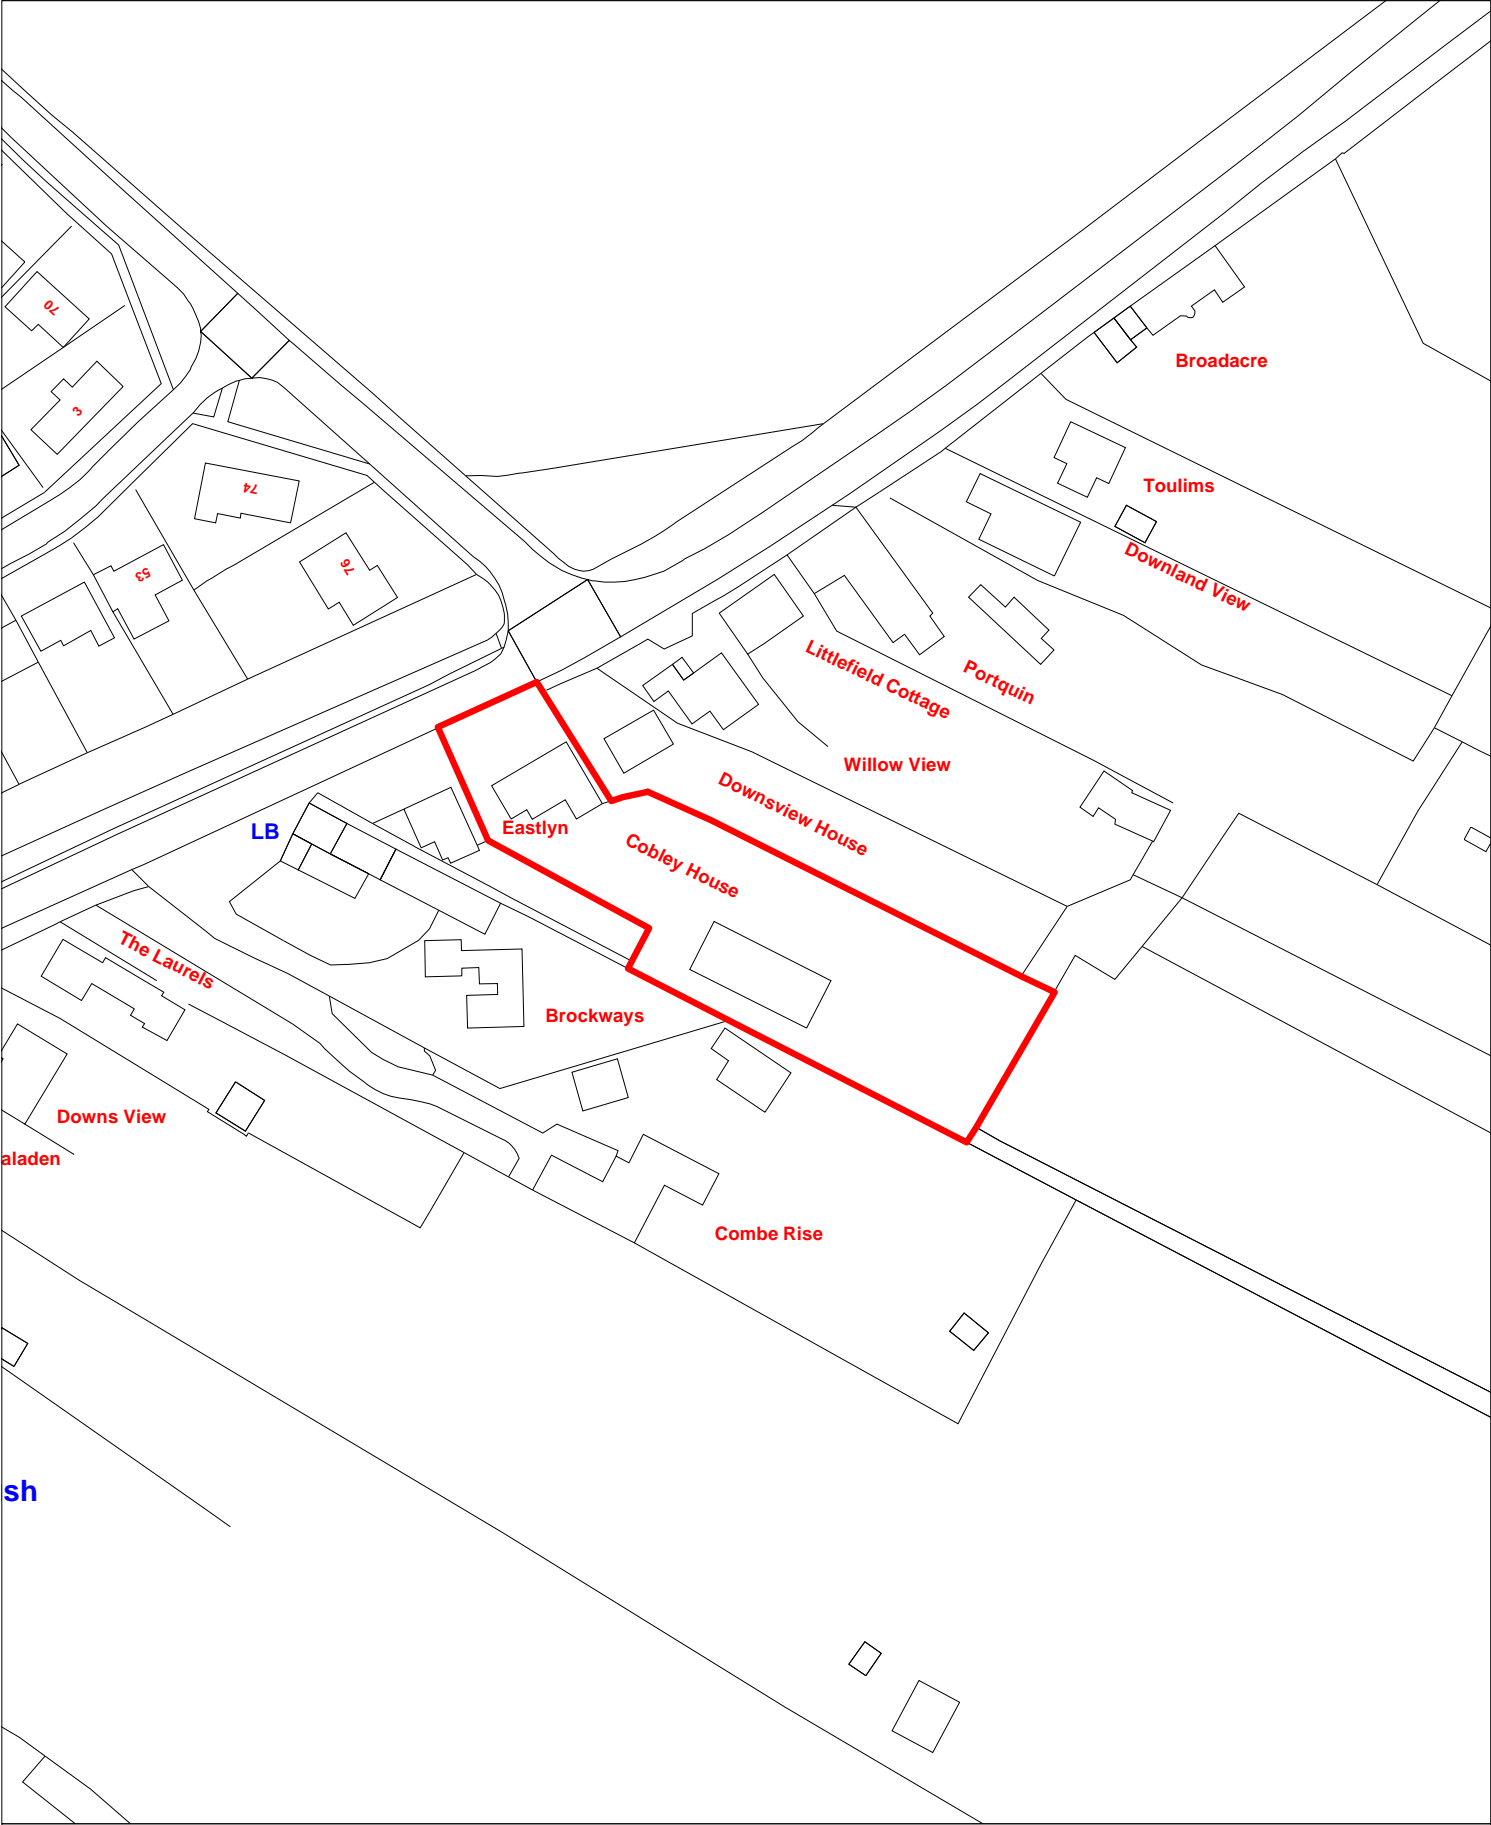 70
3
Broadacre
74
Toulims
76
53
Downland View
Littlefield Cottage
Portquin
Willow View
Downsview House
LB
Eastlyn
Cobley House
The Laurels
Brockways
Downs View
aladen
Combe Rise
sh